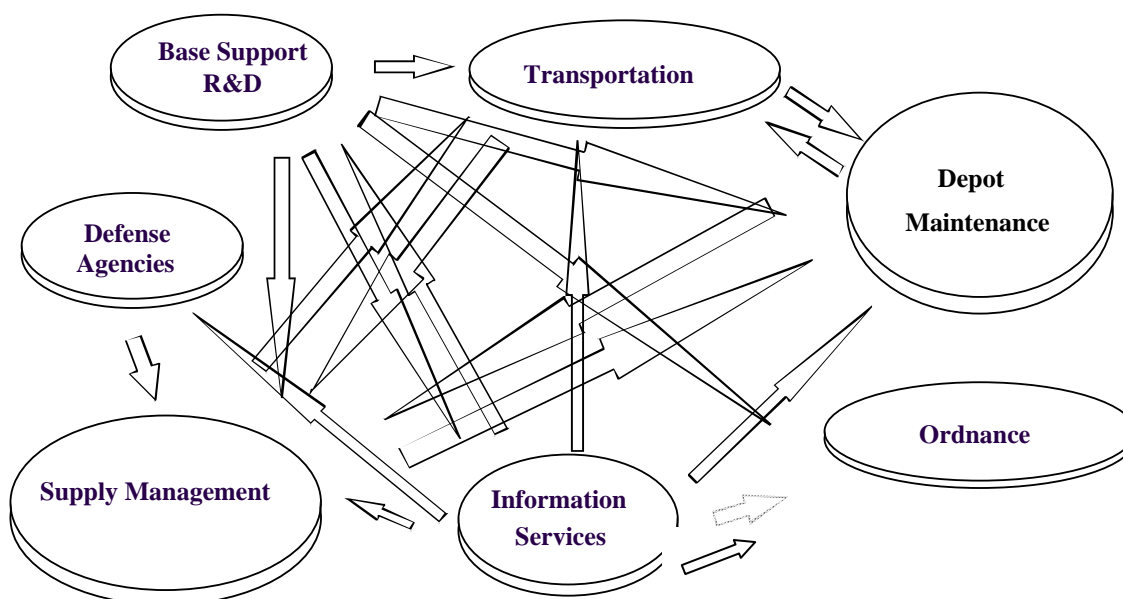 Base Support
R&D
Transportation
Depot
Maintenance
Defense
Agencies
Ordnance
Supply Management
Information
Services